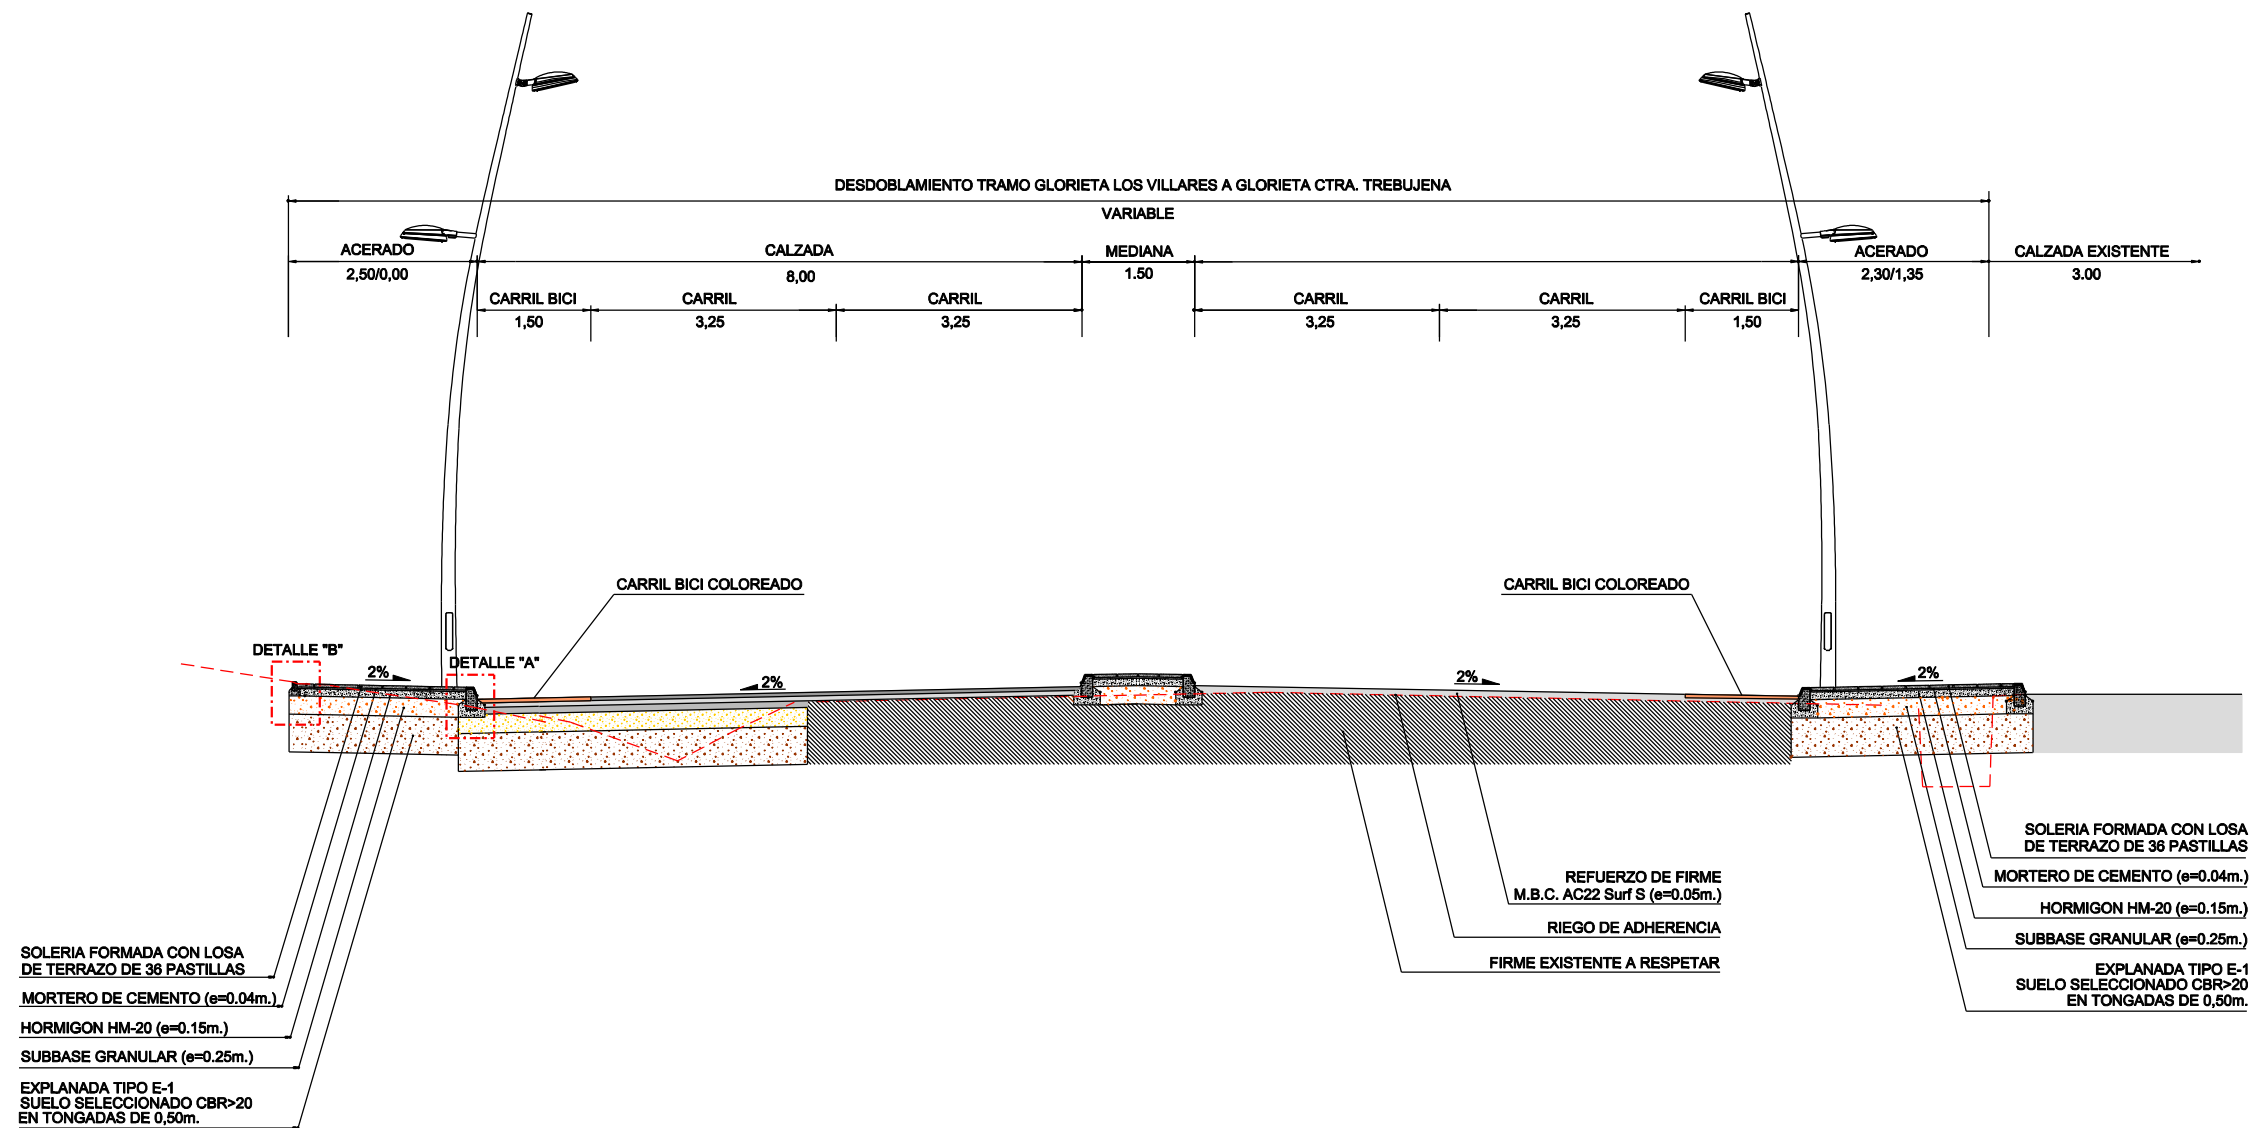 DESDOBLAMIENTO TRAMO GLORIETA LOS VILLARES A GLORIETA CTRA. TREBUJENA
VARIABLE
ACERADO
2,50/0,00
CALZADA
8,00
MEDIANA
1.50
ACERADO
2,30/1,35
CALZADA EXISTENTE
3.00
CARRIL BICI
1,50
CARRIL
3,25
CARRIL
3,25
CARRIL
3,25
CARRIL
3,25
CARRIL BICI
1,50
CARRIL BICI COLOREADO
CARRIL BICI COLOREADO
DETALLE "B"
DETALLE "A"
2%
2%
2%
2%
SOLERIA FORMADA CON LOSA
DE TERRAZO DE 36 PASTILLAS
MORTERO DE CEMENTO (e=0.04m.)
HORMIGON HM-20 (e=0.15m.)
SUBBASE GRANULAR (e=0.25m.)
EXPLANADA TIPO E-1
SUELO SELECCIONADO CBR>20
EN TONGADAS DE 0,50m.
REFUERZO DE FIRME
M.B.C. AC22 Surf S (e=0.05m.)
RIEGO DE ADHERENCIA
FIRME EXISTENTE A RESPETAR
SOLERIA FORMADA CON LOSA
DE TERRAZO DE 36 PASTILLAS
MORTERO DE CEMENTO (e=0.04m.)
HORMIGON HM-20 (e=0.15m.)
SUBBASE GRANULAR (e=0.25m.)
EXPLANADA TIPO E-1
SUELO SELECCIONADO CBR>20
EN TONGADAS DE 0,50m.